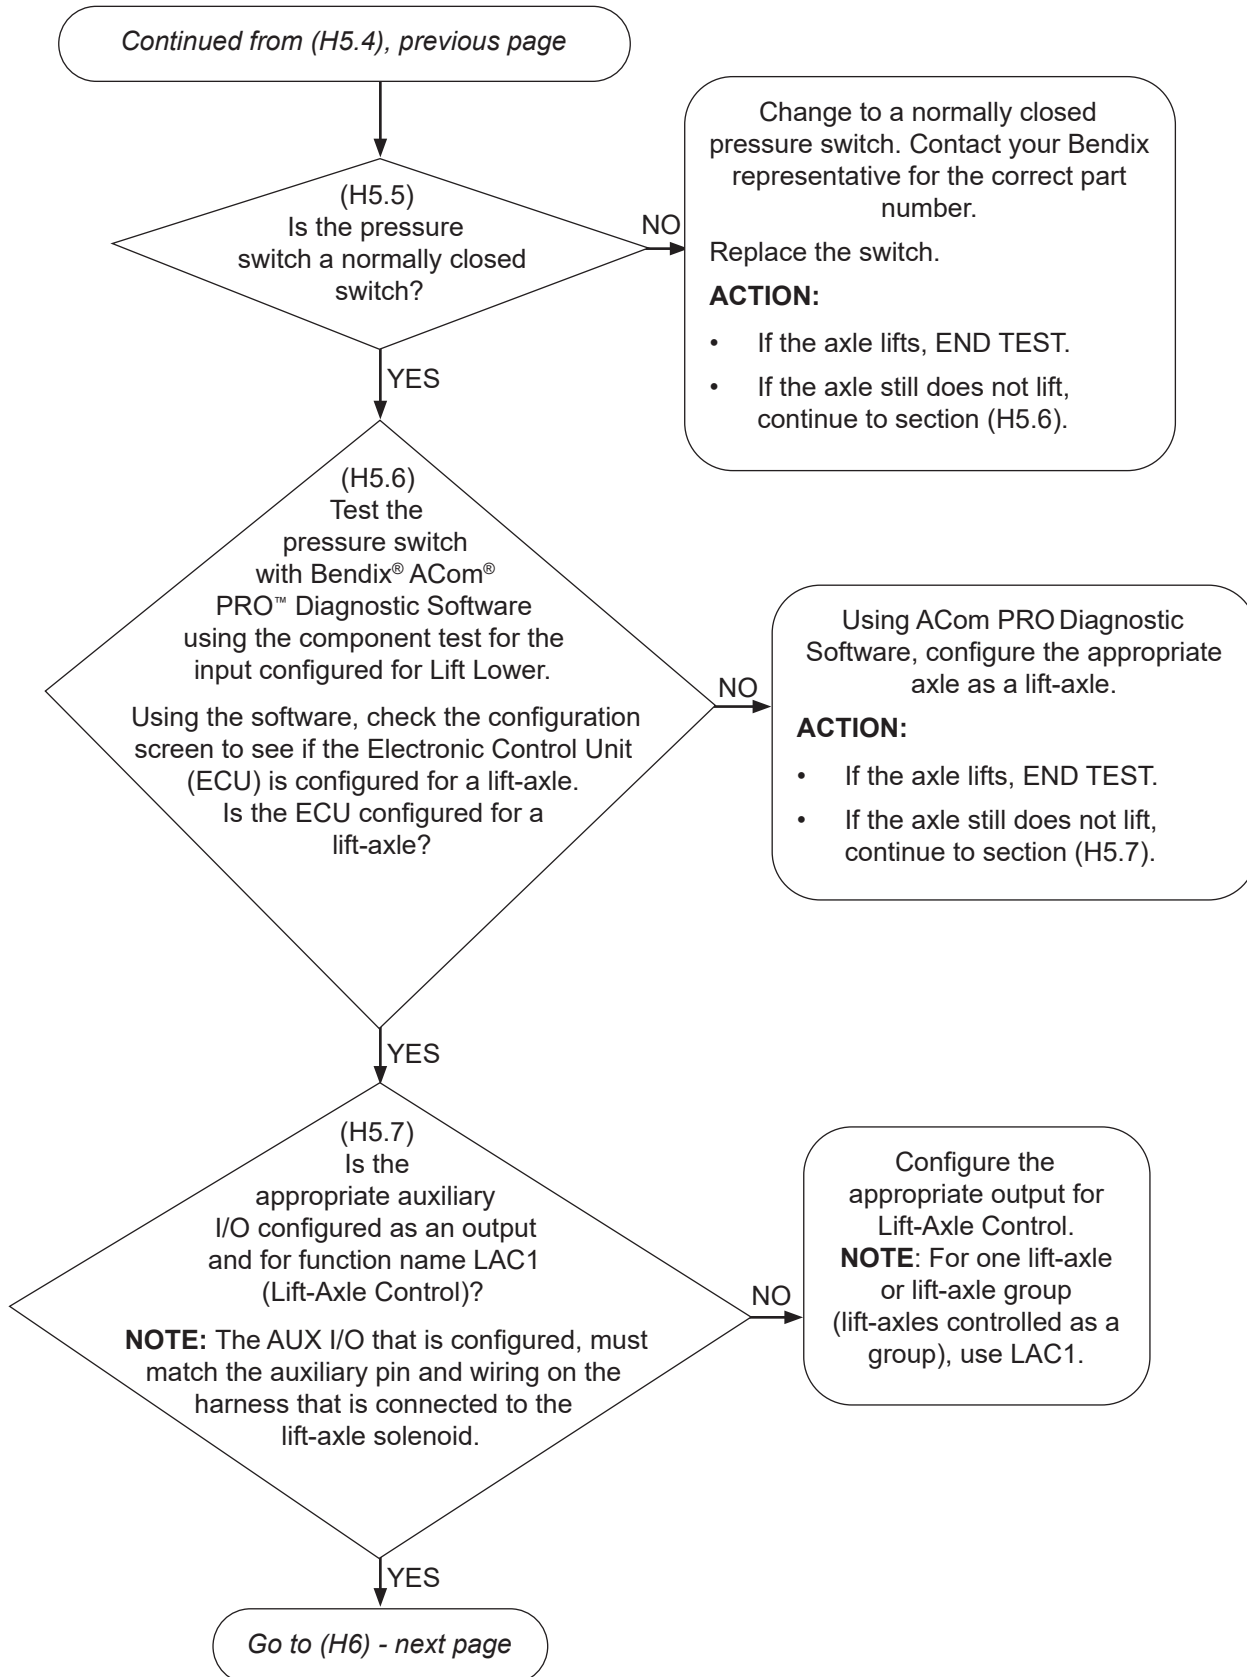 Continued from (H5.4), previous page
(H5.5)
Is the pressure
switch a normally closed
switch?
NO
Change to a normally closed
pressure switch. Contact your Bendix
representative for the correct part
number.
Replace the switch.
ACTION:
• If the axle lifts, END TEST.
• If the axle still does not lift,
continue to section (H5.6).
YES
(H5.6)
Test the
pressure switch
with Bendix® ACom®
PRO™ Diagnostic Software
using the component test for the
input configured for Lift Lower.
Using the software, check the configuration
screen to see if the Electronic Control Unit
(ECU) is configured for a lift-axle.
Is the ECU configured for a
lift-axle?
NO
Using ACom PRO Diagnostic
Software, configure the appropriate
axle as a lift-axle.
ACTION:
• If the axle lifts, END TEST.
• If the axle still does not lift,
continue to section (H5.7).
YES
(H5.7)
Is the
appropriate auxiliary
I/O configured as an output
and for function name LAC1
(Lift-Axle Control)?
NOTE: The AUX I/O that is configured, must
match the auxiliary pin and wiring on the
harness that is connected to the
lift-axle solenoid.
NO
Configure the
appropriate output for
Lift-Axle Control.
NOTE: For one lift-axle
or lift-axle group
(lift-axles controlled as a
group), use LAC1.
YES
Go to (H6) - next page